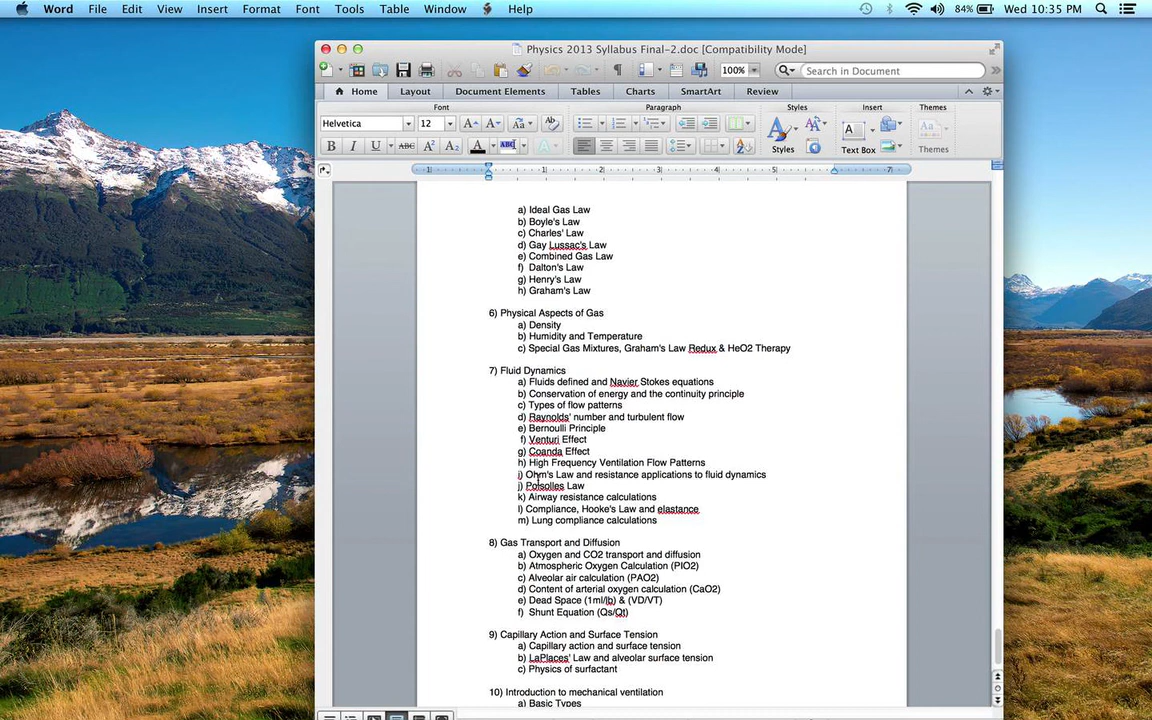 Word File Edit View Insert Format Font Tools Table Window Help 84% Wed 10:35 PM
Physics 2013 Syllabus Final-2.doc [Compatibility Mode]
100% Search in Document
Home Layout Document Elements Tables Charts SmartArt Review
Font Paragraph Styles Insert Themes
Helvetica 12
Styles Text Box Themes
a) Ideal Gas Law
b) Boyle's Law
c) Charles' Law
d) Gay Lussac's Law
e) Combined Gas Law
f) Dalton's Law
g) Henry's Law
h) Graham's Law
6) Physical Aspects of Gas
a) Density
b) Humidity and Temperature
c) Special Gas Mixtures, Graham's Law Redux & HeO2 Therapy
7) Fluid Dynamics
a) Fluids defined and Navier Stokes equations
b) Conservation of energy and the continuity principle
c) Types of flow patterns
d) Raynolds' number and turbulent flow
e) Bernoulli Principle
f) Venturi Effect
g) Coanda Effect
h) High Frequency Ventilation Flow Patterns
i) Ohm's Law and resistance applications to fluid dynamics
j) Poisolles Law
k) Airway resistance calculations
l) Compliance, Hooke's Law and elastance
m) Lung compliance calculations
8) Gas Transport and Diffusion
a) Oxygen and CO2 transport and diffusion
b) Atmospheric Oxygen Calculation (PIO2)
c) Alveolar air calculation (PAO2)
d) Content of arterial oxygen calculation (CaO2)
e) Dead Space (1ml/lb) & (VD/VT)
f) Shunt Equation (Qs/Qt)
9) Capillary Action and Surface Tension
a) Capillary action and surface tension
b) LaPlaces' Law and alveolar surface tension
c) Physics of surfactant
10) Introduction to mechanical ventilation
a) Basic Types